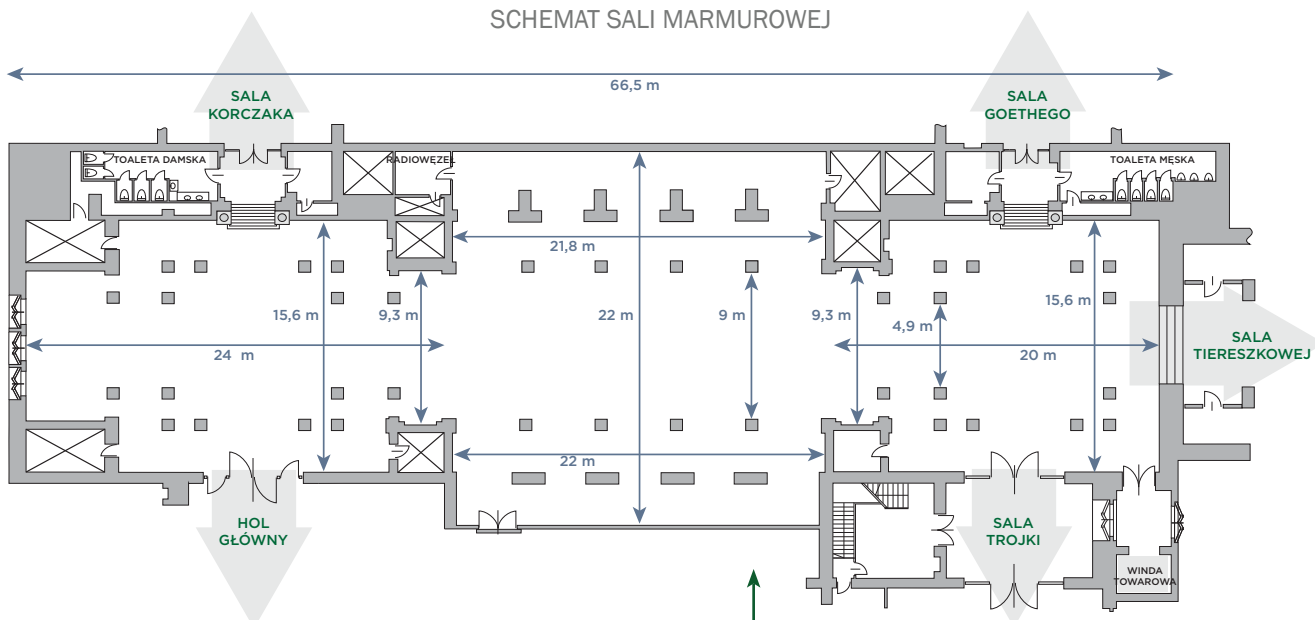 SCHEMAT SALI MARMUROWEJ
66,5 m
SALA
KORCZAKA
SALA
GOETHEGO
TOALETA DAMSKA
RADIOWĘZEŁ
TOALETA MĘSKA
21,8 m
15,6 m
9,3 m
22 m
9 m
9,3 m
4,9 m
15,6 m
24 m
20 m
SALA
TIERESZKOWEJ
22 m
HOL
GŁÓWNY
SALA
TROJKI
WINDA
TOWAROWA